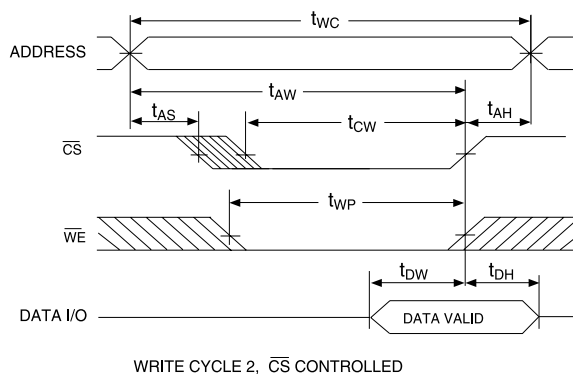 tWC
ADDRESS
tAW
tAS
tCW
tAH
CS
tWP
WE
tDW
tDH
DATA I/O
DATA VALID
WRITE CYCLE 2, CS CONTROLLED